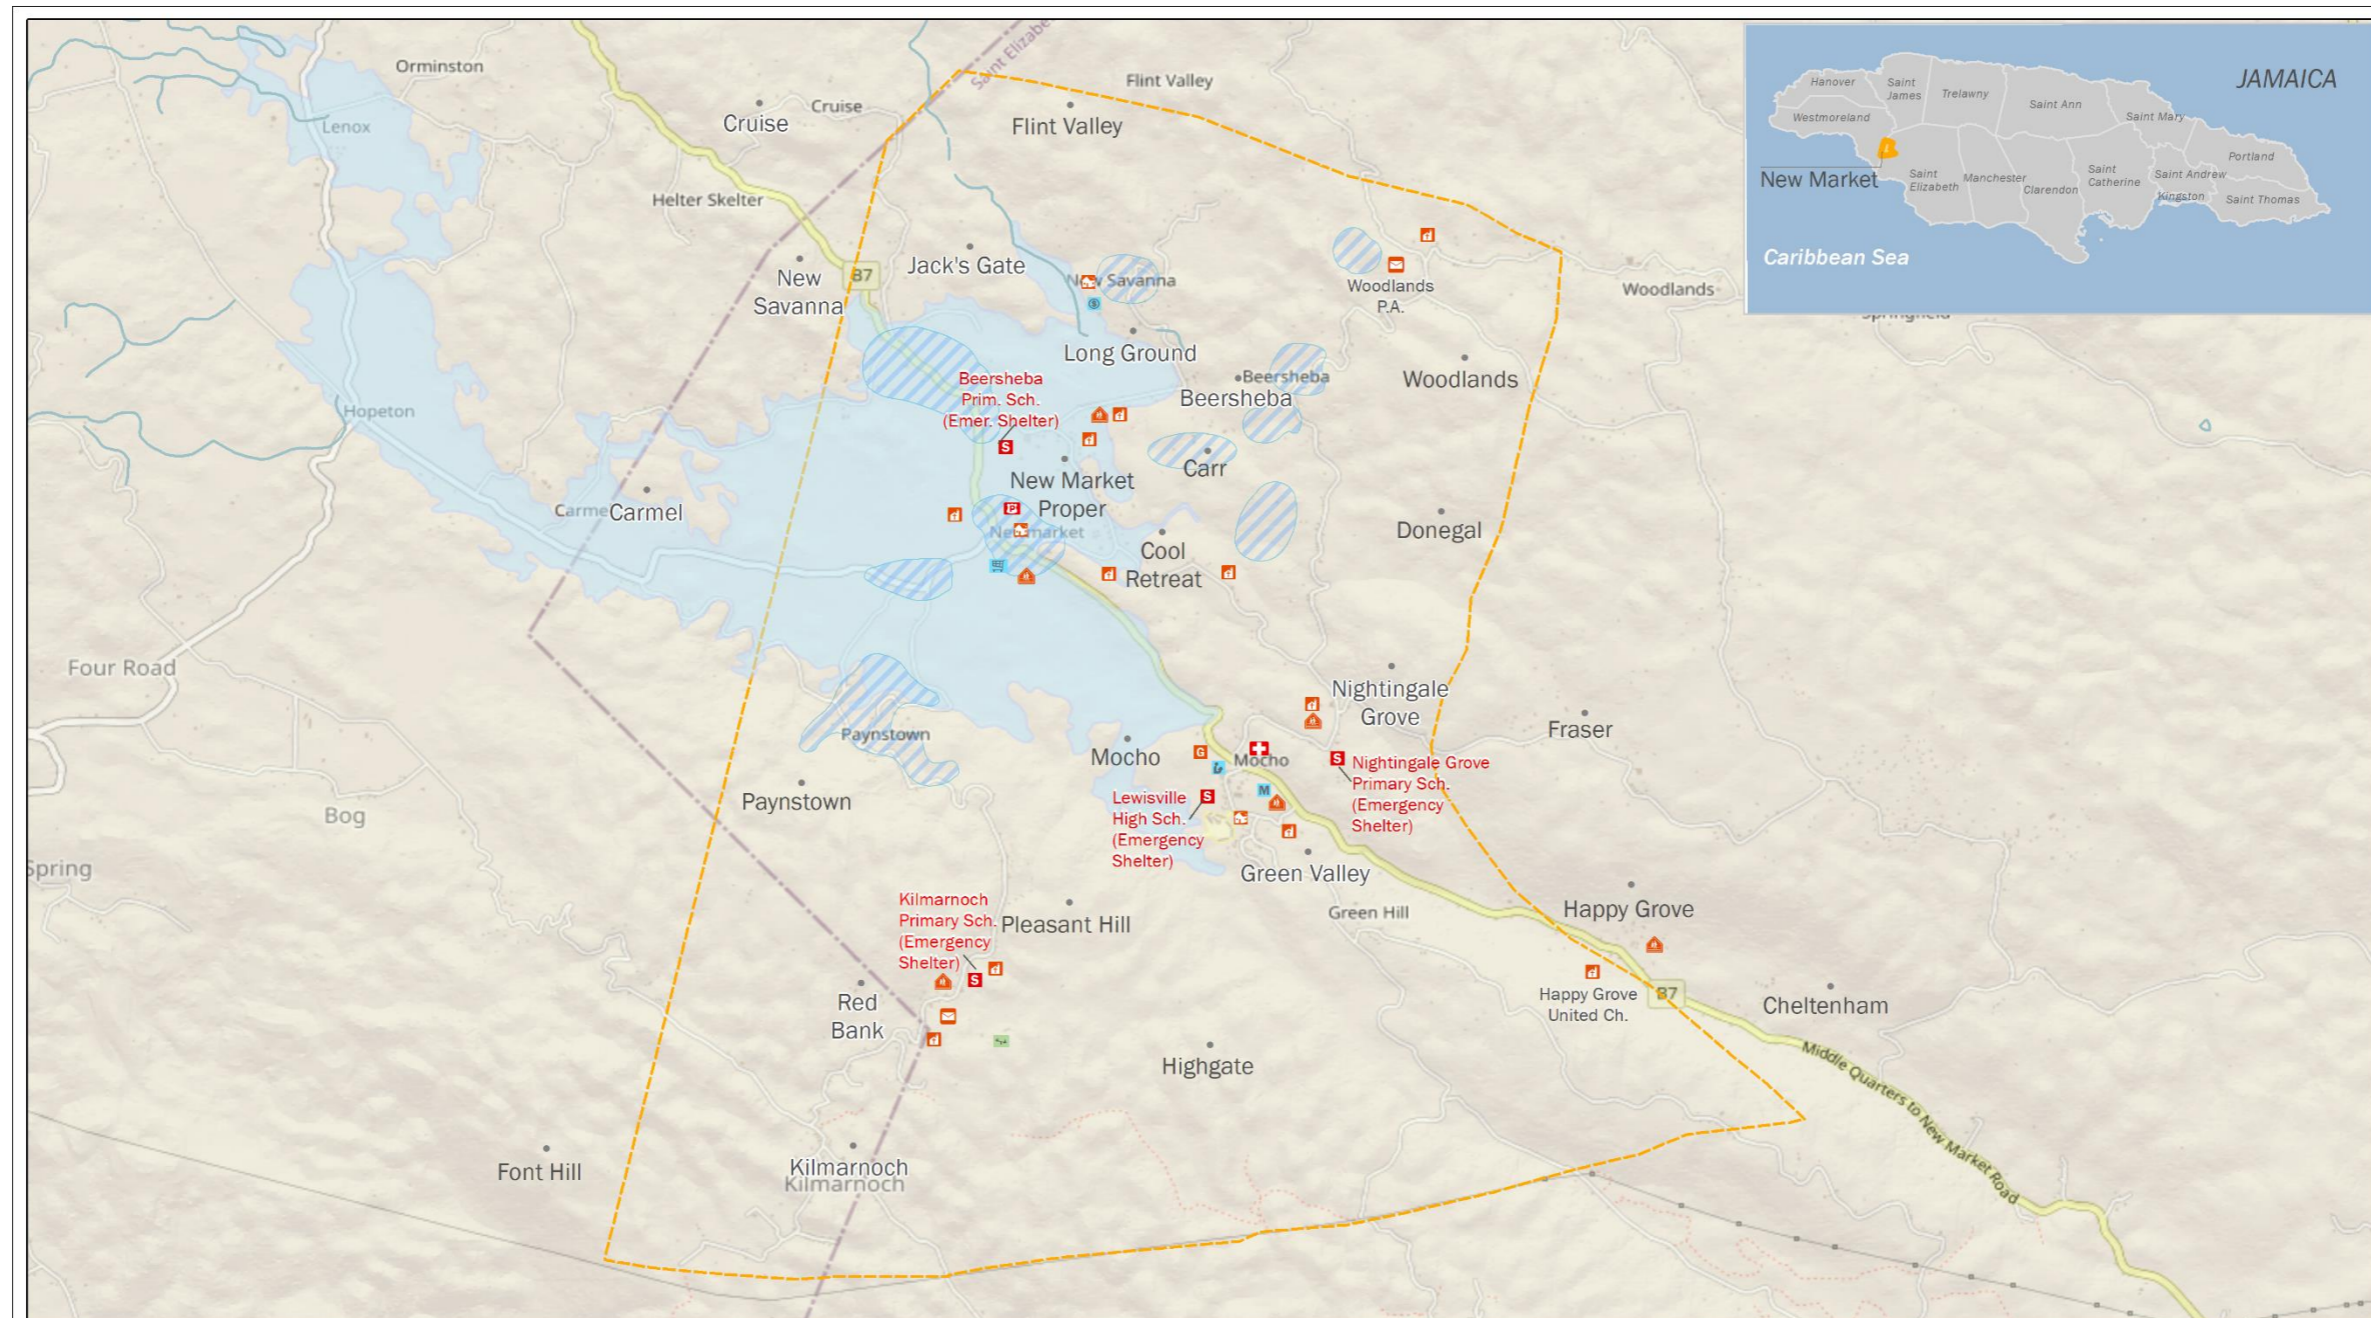 Saint Elizabe
Orminston
Flint Valley
Cruise
Cruise
Flint Valley
Lenox
Helter Skelter
New
Savanna
B7
Jack's Gate
New Savanna
Woodlands
P.A.
Woodlands
Long Ground
Beersheba
Prim. Sch.
(Emer. Shelter)
Beersheba
Beersheba
Woodlands
Hopeton
S
New Market
Proper
Carr
Carmel
P
Newmarket
Donegal
Cool
Retreat
Four Road
Nightingale
Grove
Fraser
Paynstown
Mocho
G
Mocho
S
Nightingale Grove
Primary Sch.
(Emergency
Shelter)
Paynstown
Lewisville
High Sch.
(Emergency
Shelter)
S
M
Bog
Spring
Green Valley
Kilmarnoch
Primary Sch.
(Emergency
Shelter)
S
Pleasant Hill
Green Hill
Happy Grove
Happy Grove
United Ch.
B7
Cheltenham
Red
Bank
Highgate
Middle Quarters to New Market Road
Font Hill
Kilmarnoch
Kilmarnoch
JAMAICA
Hanover
Saint
James
Trelawny
Saint Ann
Westmoreland
Saint Mary
Portland
New Market
Saint
Elizabeth
Manchester
Clarendon
Saint
Catherine
Saint Andrew
Kingston
Saint Thomas
Caribbean Sea